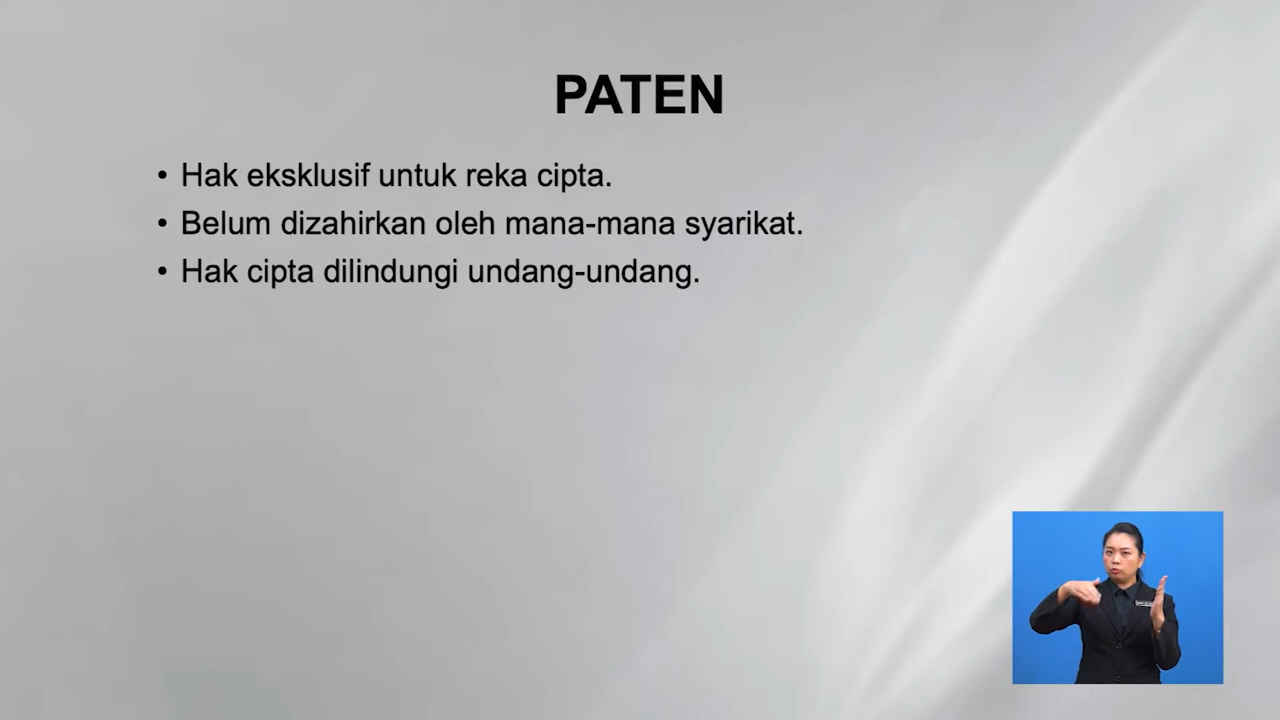 PATEN
• Hak eksklusif untuk reka cipta.
• Belum dizahirkan oleh mana-mana syarikat.
• Hak cipta dilindungi undang-undang.